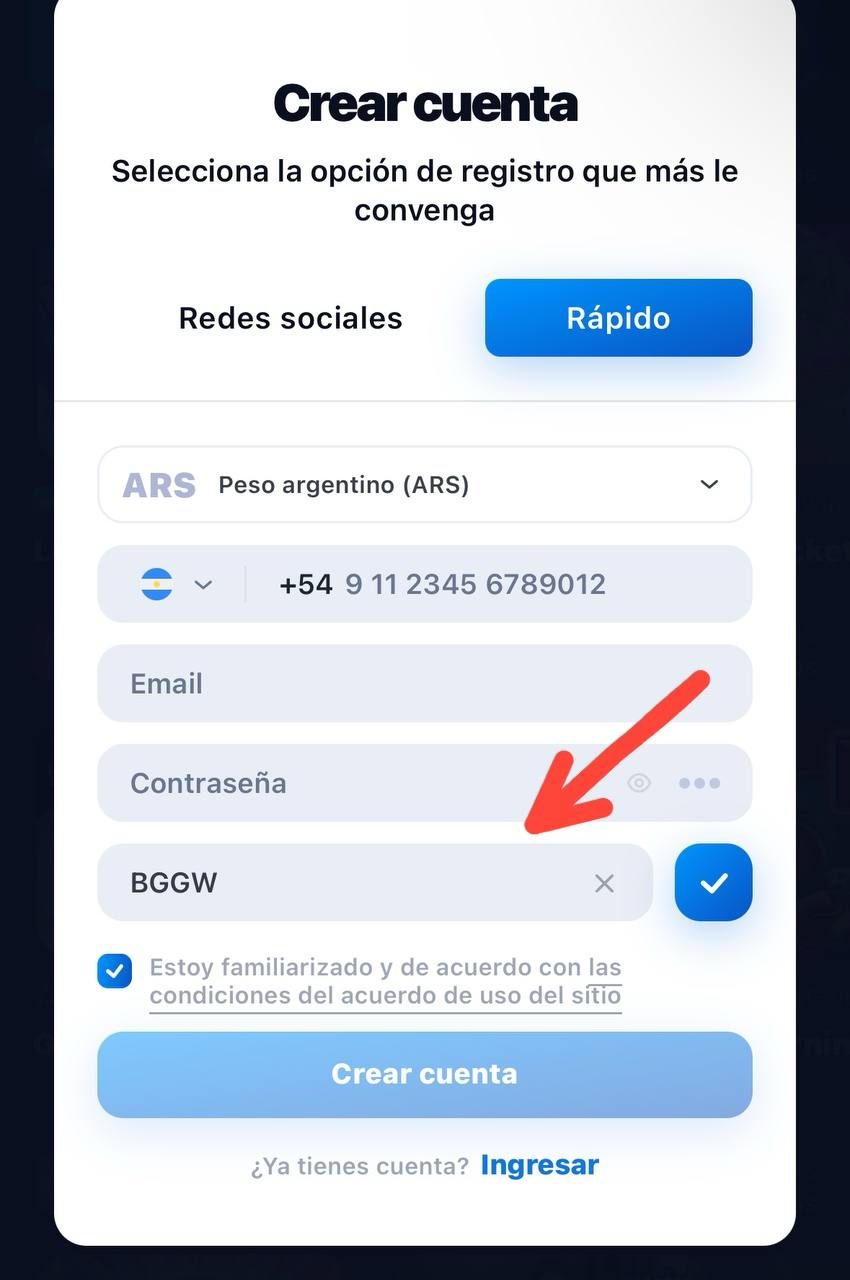 Crear cuenta
Selecciona la opción de registro que más le
convenga
Redes sociales
Rápido
ARS Peso argentino (ARS)
+54 9 11 2345 6789012
Email
Contraseña
BGGW
Estoy familiarizado y de acuerdo con las
condiciones del acuerdo de uso del sitio
Crear cuenta
¿Ya tienes cuenta? Ingresar